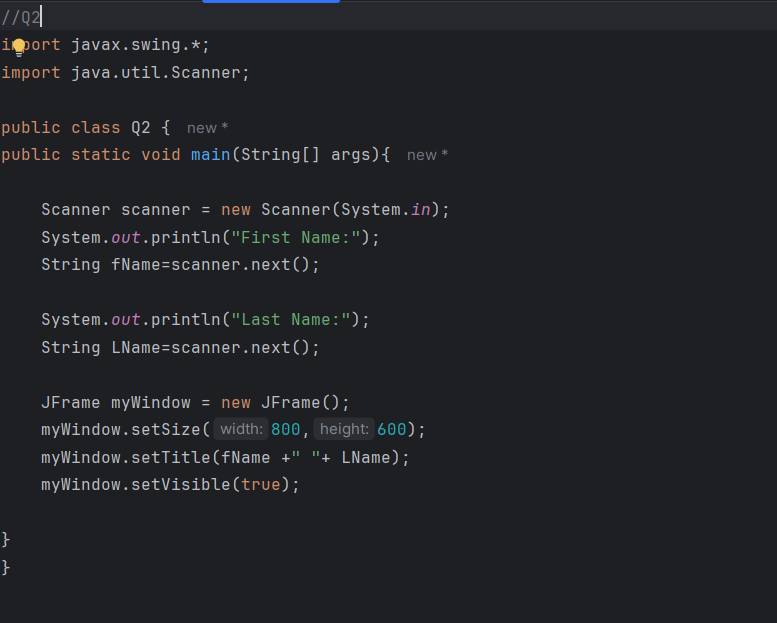 //Q2
import javax.swing.*;
import java.util.Scanner;
public class Q2 { new *
public static void main(String[] args){ new *
Scanner scanner = new Scanner(System.in);
System.out.println("First Name:");
String fName=scanner.next();
System.out.println("Last Name:");
String LName=scanner.next();
JFrame myWindow = new JFrame();
myWindow.setSize( width: 800, height: 600);
myWindow.setTitle(fName +" "+ LName);
myWindow.setVisible(true);
}
}